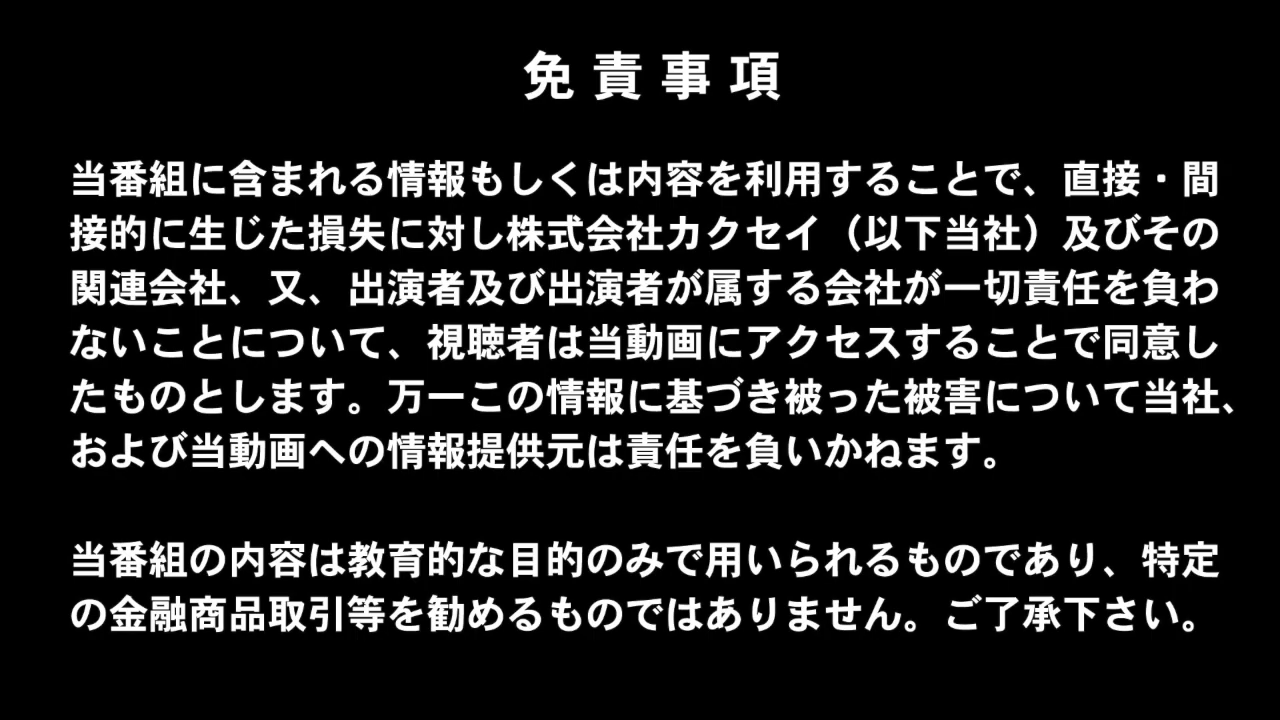 免責事項
当番組に含まれる情報もしくは内容を利用することで、直接・間
接的に生じた損失に対し株式会社カクセイ（以下当社）及びその
関連会社、又、出演者及び出演者が属する会社が一切責任を負わ
ないことについて、視聴者は当動画にアクセスすることで同意し
たものとします。万一この情報に基づき被った被害について当社、
および当動画への情報提供元は責任を負いかねます。
当番組の内容は教育的な目的のみで用いられるものであり、特定
の金融商品取引等を勧めるものではありません。ご了承下さい。